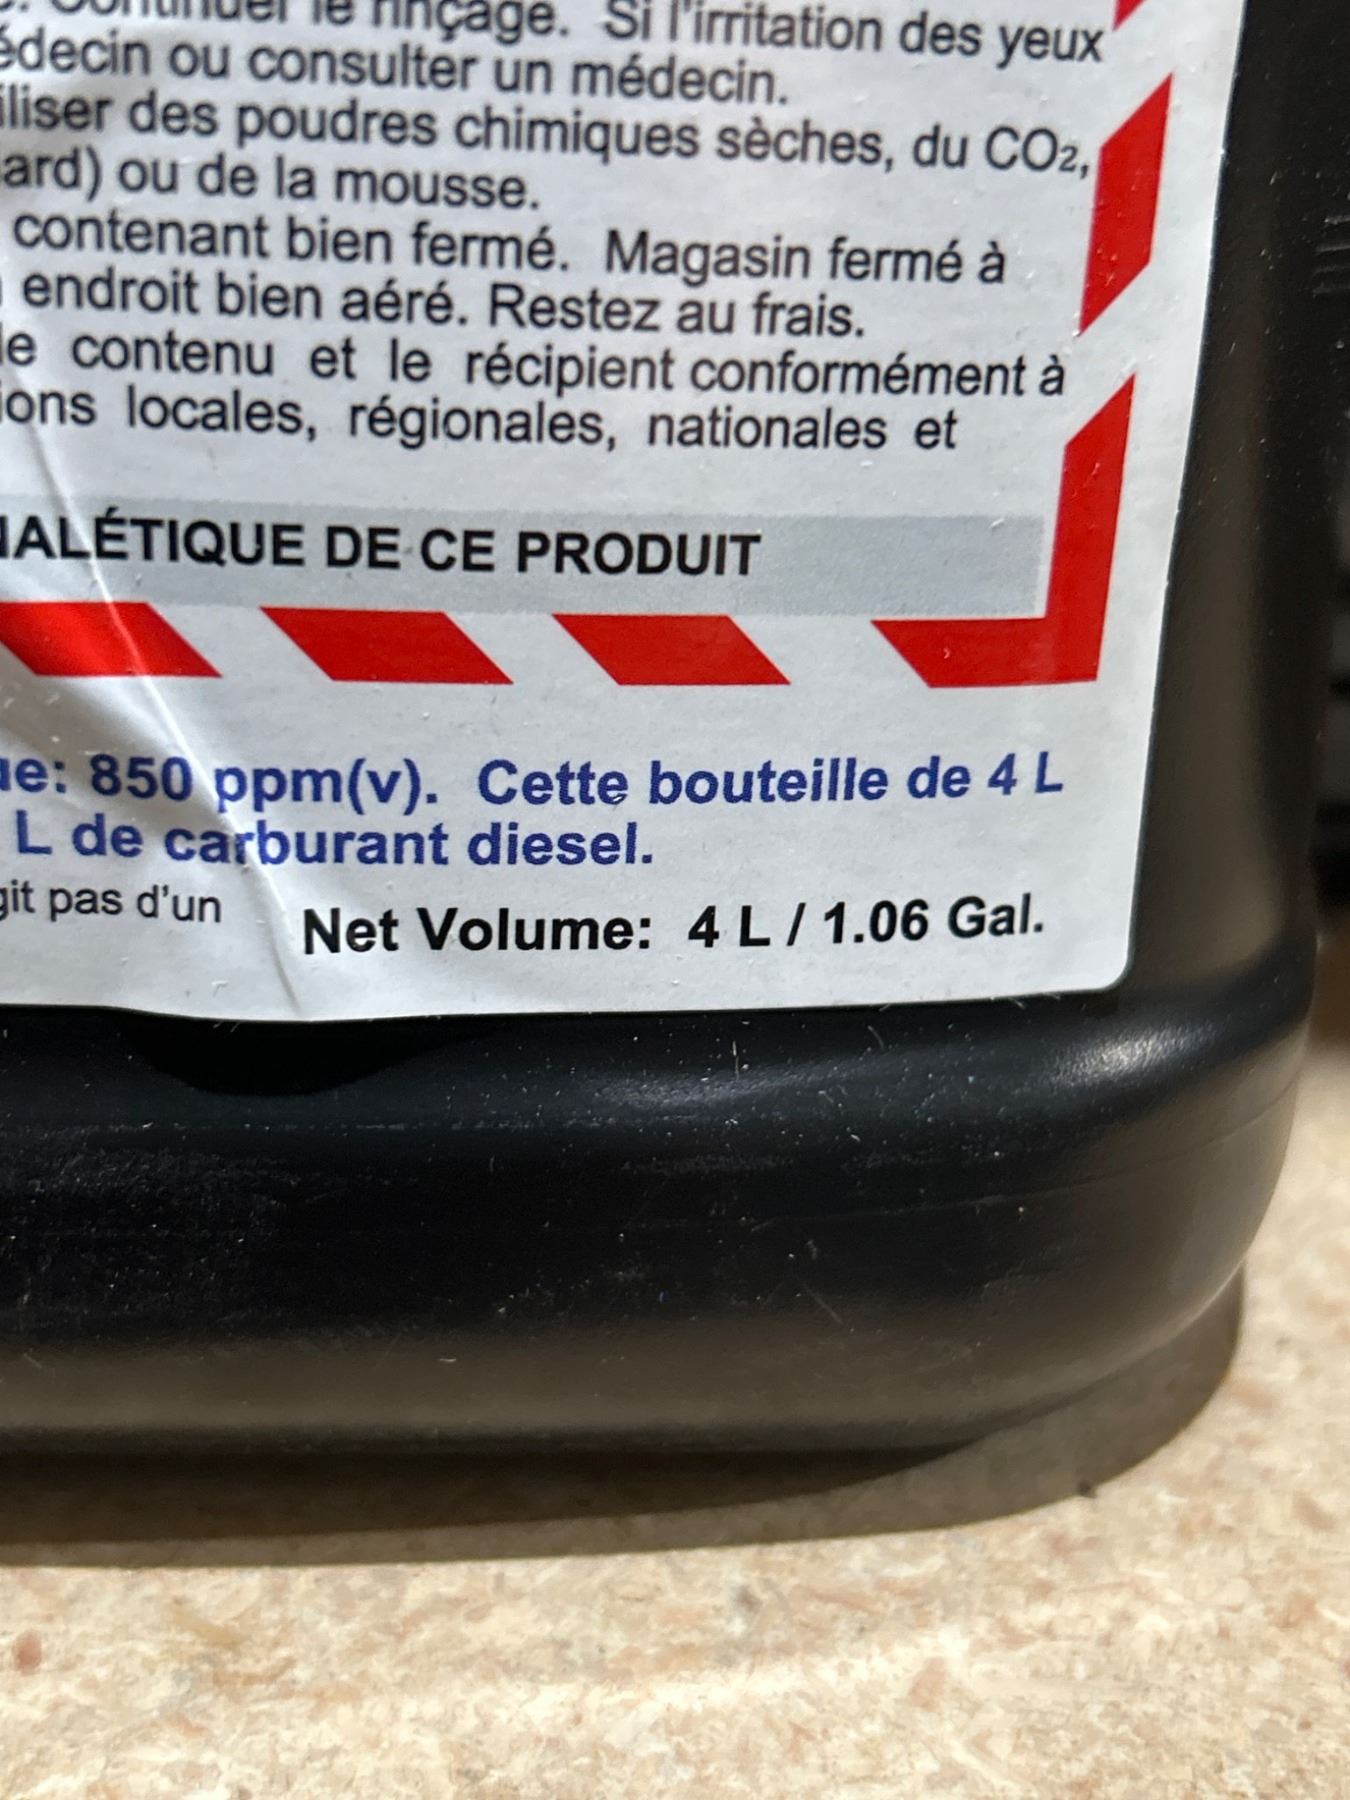 Continuer le rinçage. Si l'irritation des yeux
édecin ou consulter un médecin.
iliser des poudres chimiques sèches, du CO₂,
ard) ou de la mousse.
contenant bien fermé. Magasin fermé à
endroit bien aéré. Restez au frais.
le contenu et le récipient conformément à
ions locales, régionales, nationales et
NALÉTIQUE DE CE PRODUIT
ue: 850 ppm(v). Cette bouteille de 4 L
L de carburant diesel.
git pas d'un
Net Volume: 4 L / 1.06 Gal.